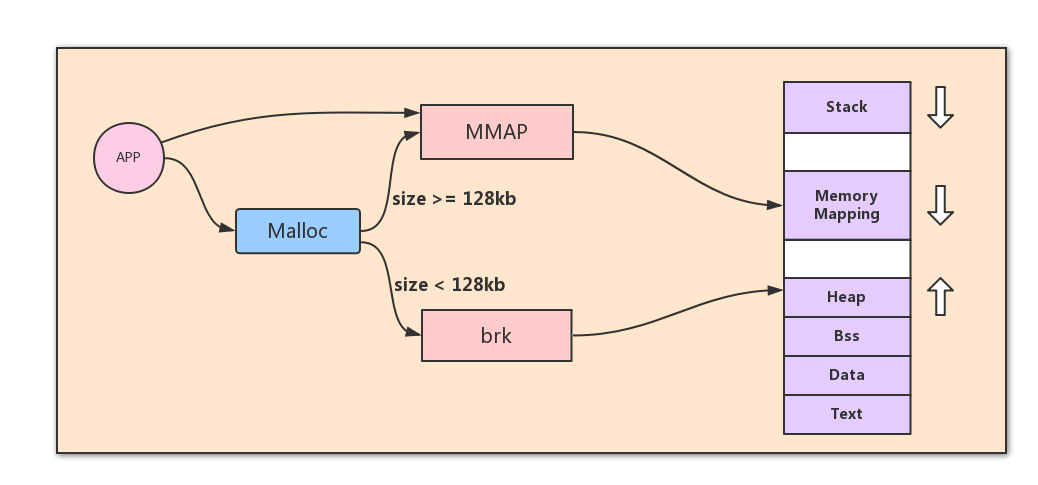 APP
MMAP
size >= 128kb
Malloc
size < 128kb
brk
Stack
Memory
Mapping
Heap
Bss
Data
Text